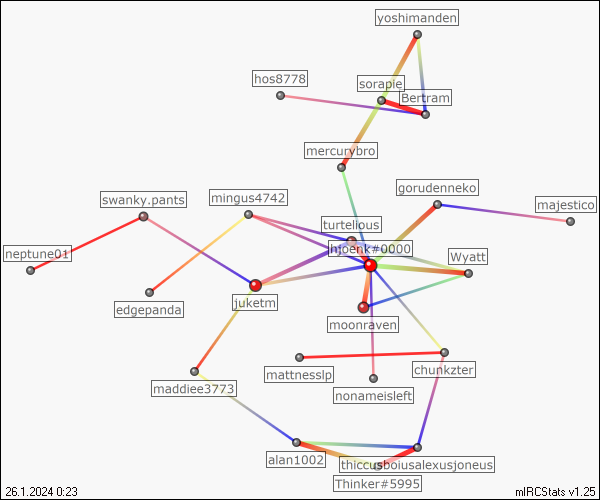 yoshimanden
hos8778
sorapie
Bertram
mercurybro
gorudenneko
swanky.pants
mingus4742
majestico
turtellous
neptune01
hjoenk#0000
Wyatt
juketm
edgepanda
moonraven
chunkzter
mattnesslp
maddiee3773
nonameisleft
alan1002
thiccusboiusalexusjoneus
Thinker#5995
26.1.2024 0:23
mIRCStats v1.25